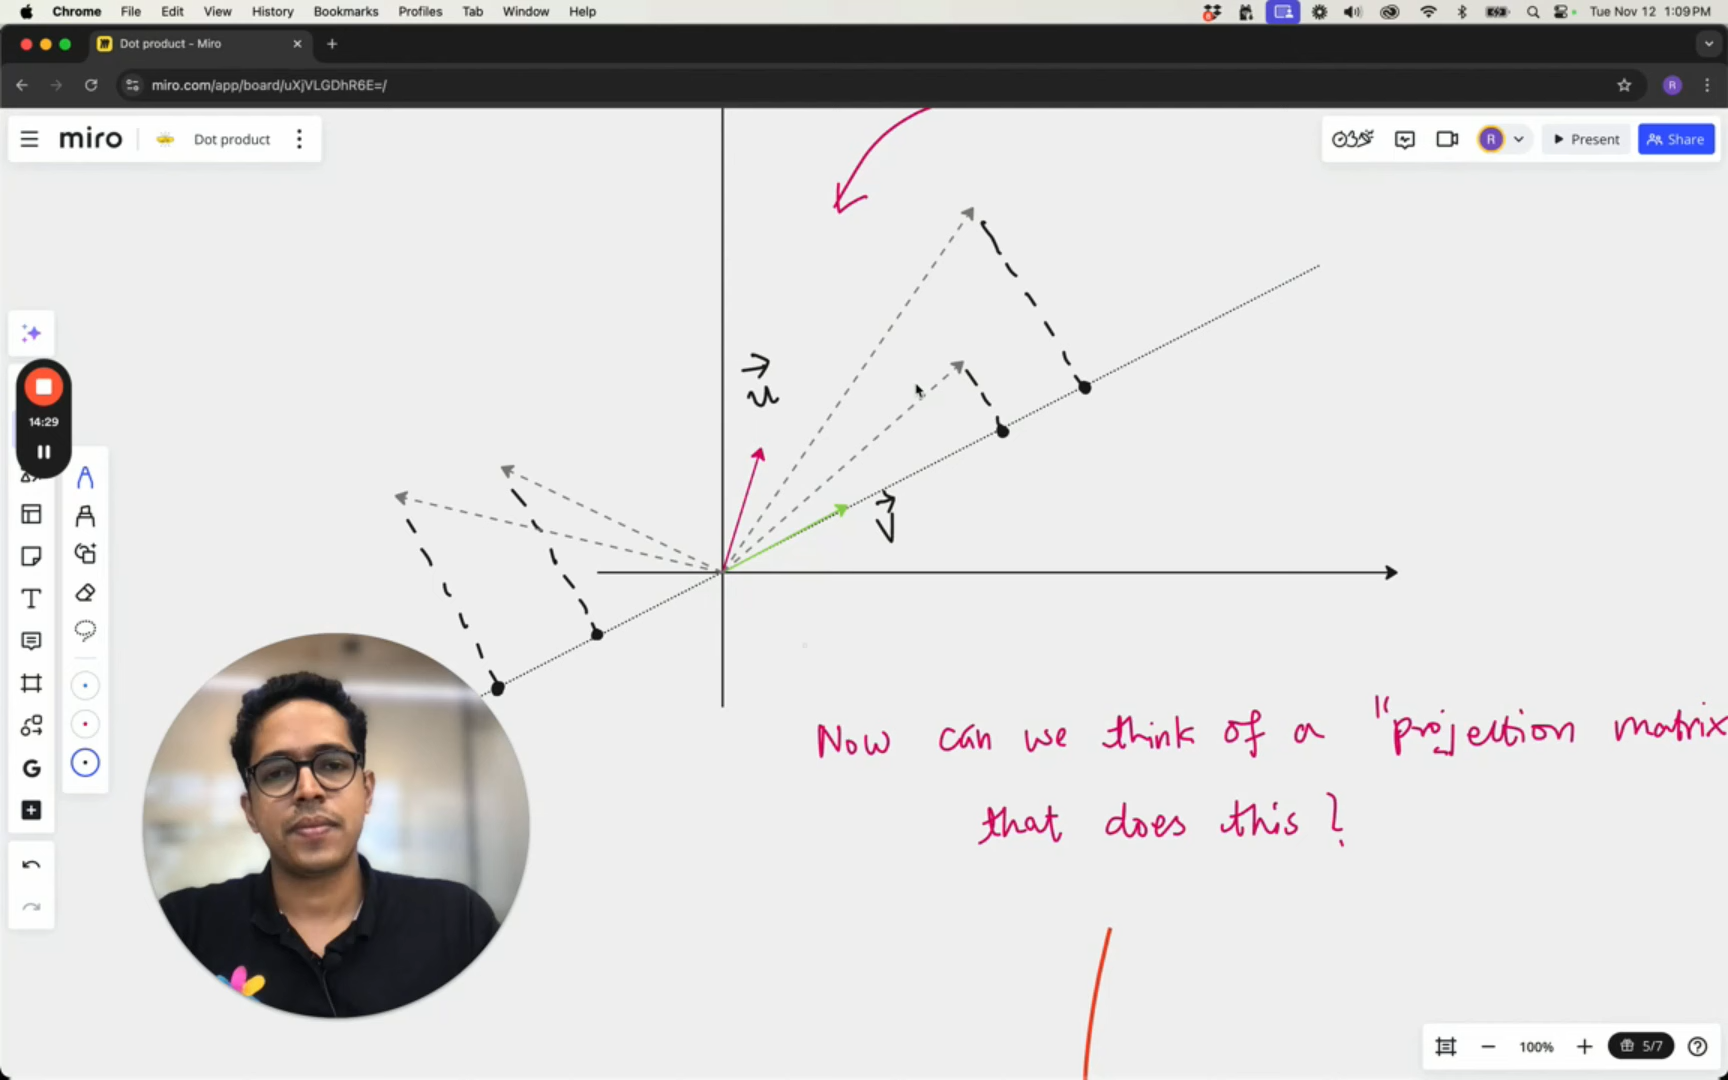 Chrome File Edit View History Bookmarks Profiles Tab Window Help Tue Nov 12 1:09 PM
Dot product - Miro
miro.com/app/board/uXjVLGDhR6E=/ R
miro Dot product R Present Share
u
14:29
V
T
G
Now can we think of a "projection matrix
that does this?
100% 5/7